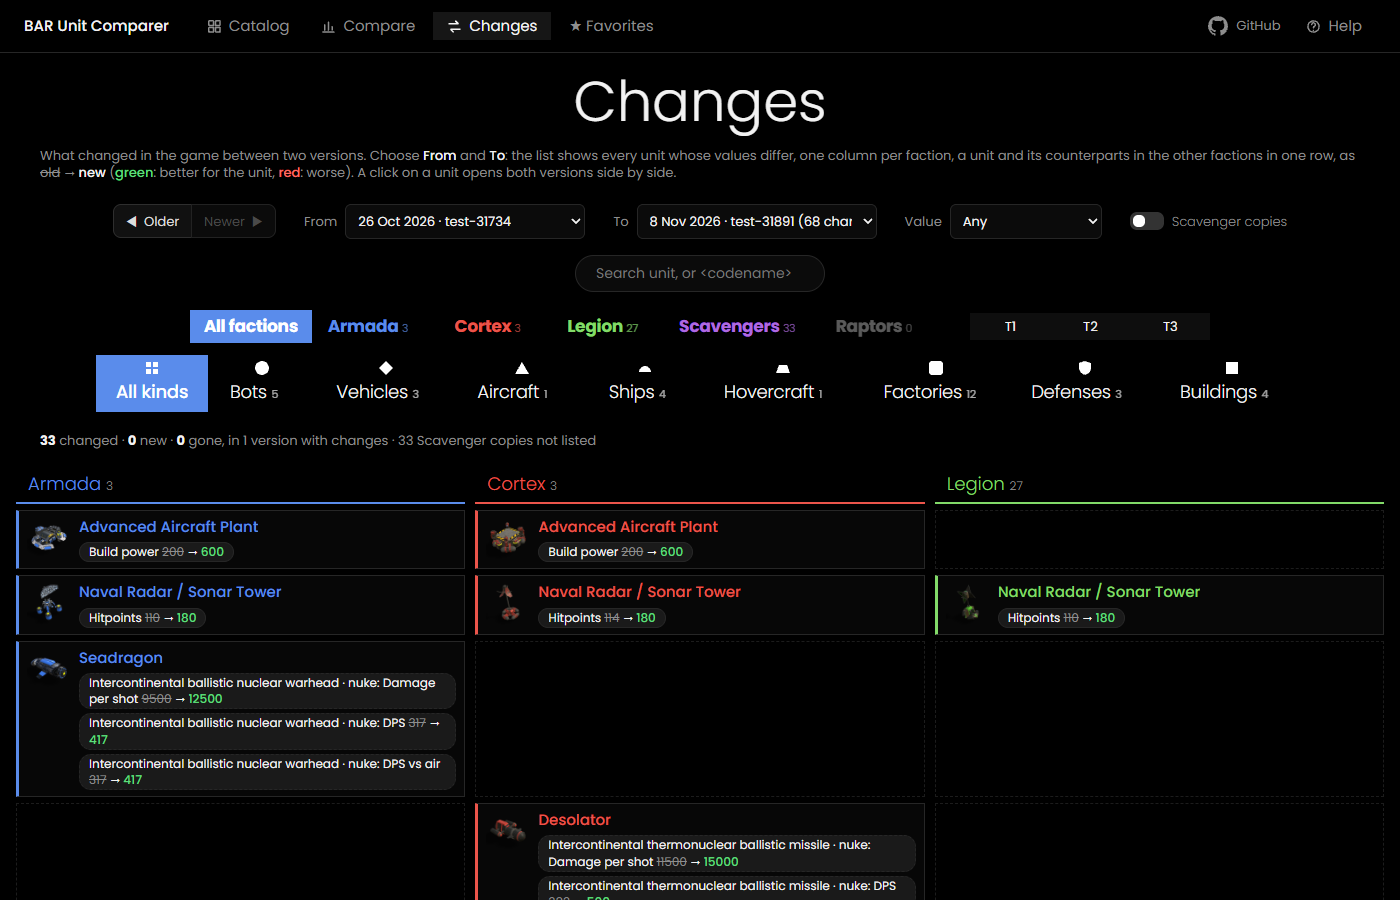 BAR Unit Comparer
Catalog
Compare
Changes
★ Favorites
GitHub
Help
Changes
What changed in the game between two versions. Choose From and To: the list shows every unit whose values differ, one column per faction, a unit and its counterparts in the other factions in one row, as
old → new (green: better for the unit, red: worse). A click on a unit opens both versions side by side.
◀ Older
Newer ▶
From
26 Oct 2026 · test-31734
To
8 Nov 2026 · test-31891 (68 char
Value
Any
Scavenger copies
Search unit, or <codename>
All factions
Armada 3
Cortex 3
Legion 27
Scavengers 33
Raptors 0
T1
T2
T3
All kinds
Bots 5
Vehicles 3
Aircraft 1
Ships 4
Hovercraft 1
Factories 12
Defenses 3
Buildings 4
33 changed · 0 new · 0 gone, in 1 version with changes · 33 Scavenger copies not listed
Armada 3
Cortex 3
Legion 27
Advanced Aircraft Plant
Build power 200 → 600
Advanced Aircraft Plant
Build power 200 → 600
Naval Radar / Sonar Tower
Hitpoints 110 → 180
Naval Radar / Sonar Tower
Hitpoints 114 → 180
Naval Radar / Sonar Tower
Hitpoints 110 → 180
Seadragon
Intercontinental ballistic nuclear warhead · nuke: Damage
per shot 9500 → 12500
Intercontinental ballistic nuclear warhead · nuke: DPS 317 →
417
Intercontinental ballistic nuclear warhead · nuke: DPS vs air
317 → 417
Desolator
Intercontinental thermonuclear ballistic missile · nuke:
Damage per shot 11500 → 15000
Intercontinental thermonuclear ballistic missile · nuke: DPS